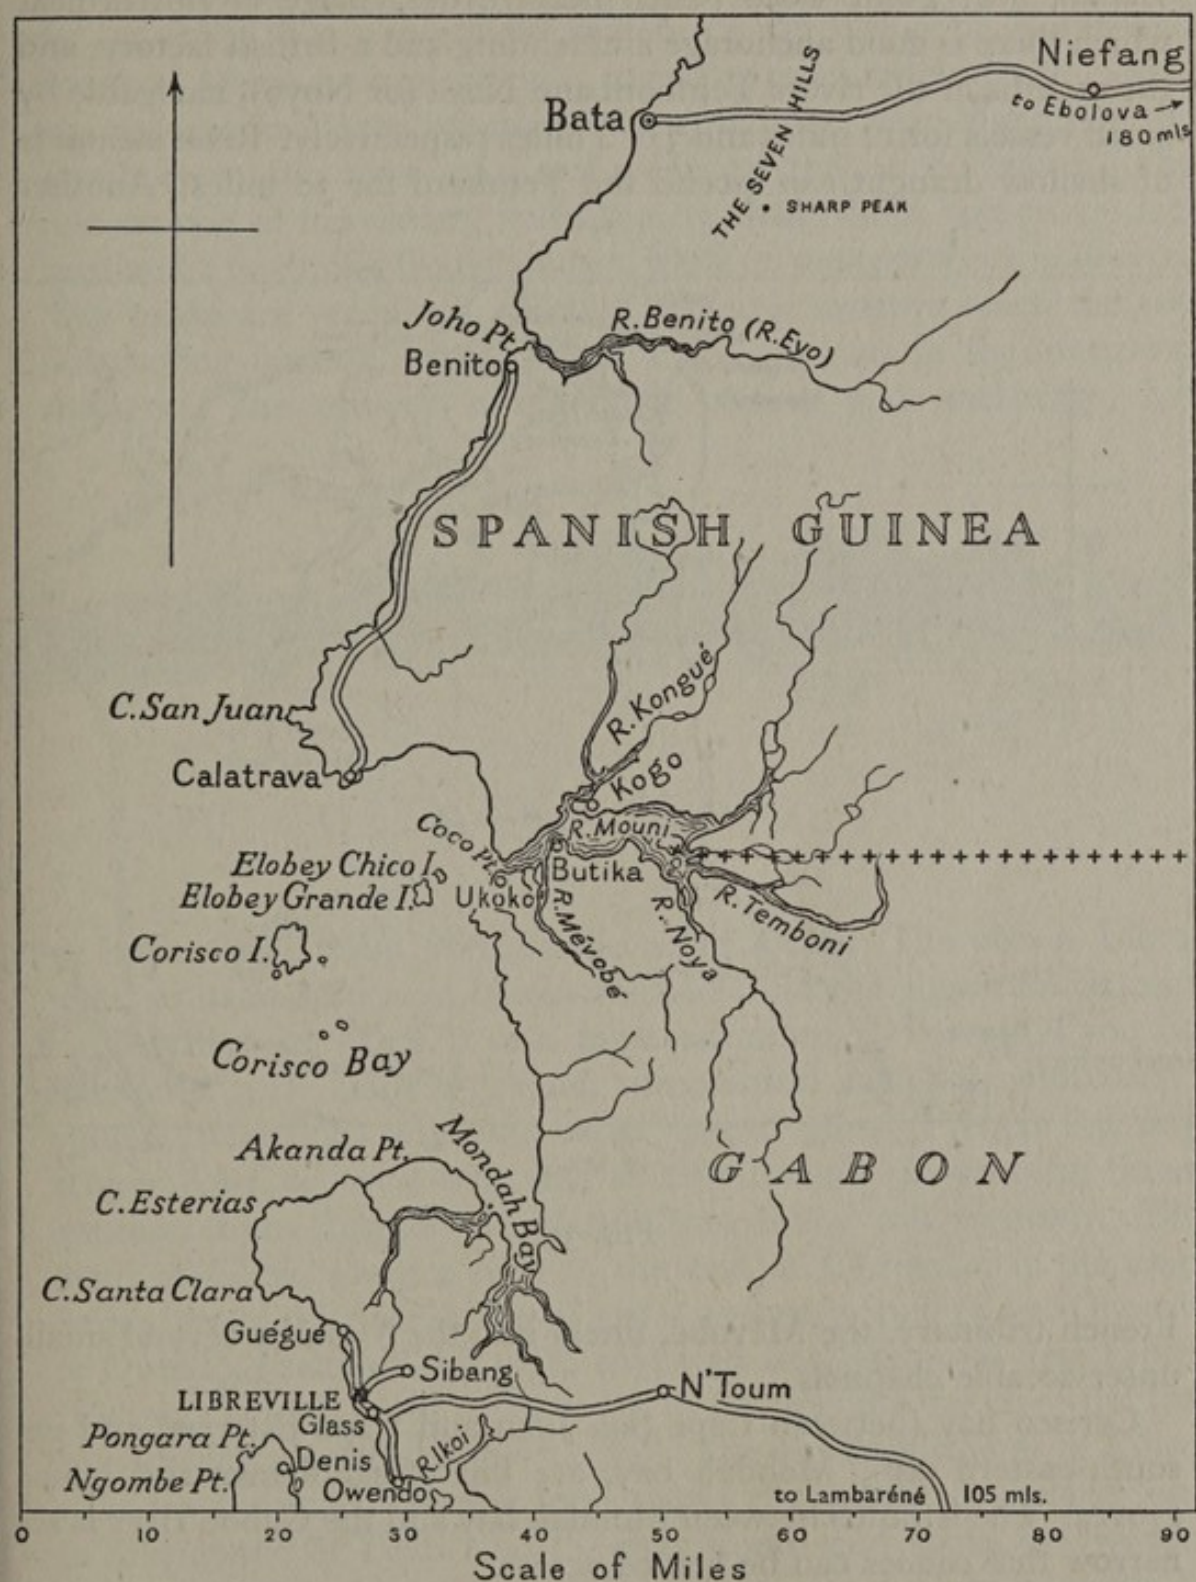 Niefang
to Ebolova
180 mls
Bata
THE SEVEN HILLS
SHARP PEAK
Joho Pt.
R. Benito (R. Eyo)
Benito
SPANISH GUINEA
C. San Juan
R. Kongué
Calatrava
Kogo
Coco Pt.
R. Mouni
Elobey Chico I.
Butika
Elobey Grande I.
Ukoko
R. Temboni
R. Mévobé
R. Noya
Corisco I.
Corisco Bay
Akanda Pt.
Mondah Bay
GABON
C. Esterias
C. Santa Clara
Guégué
Sibang
LIBREVILLE
N'Toum
Glass
Pongara Pt.
Denis
R. Ikoi
Ngombe Pt.
Owendo
to Lambaréné 105 mls.
0 10 20 30 40 50 60 70 80 90
Scale of Miles